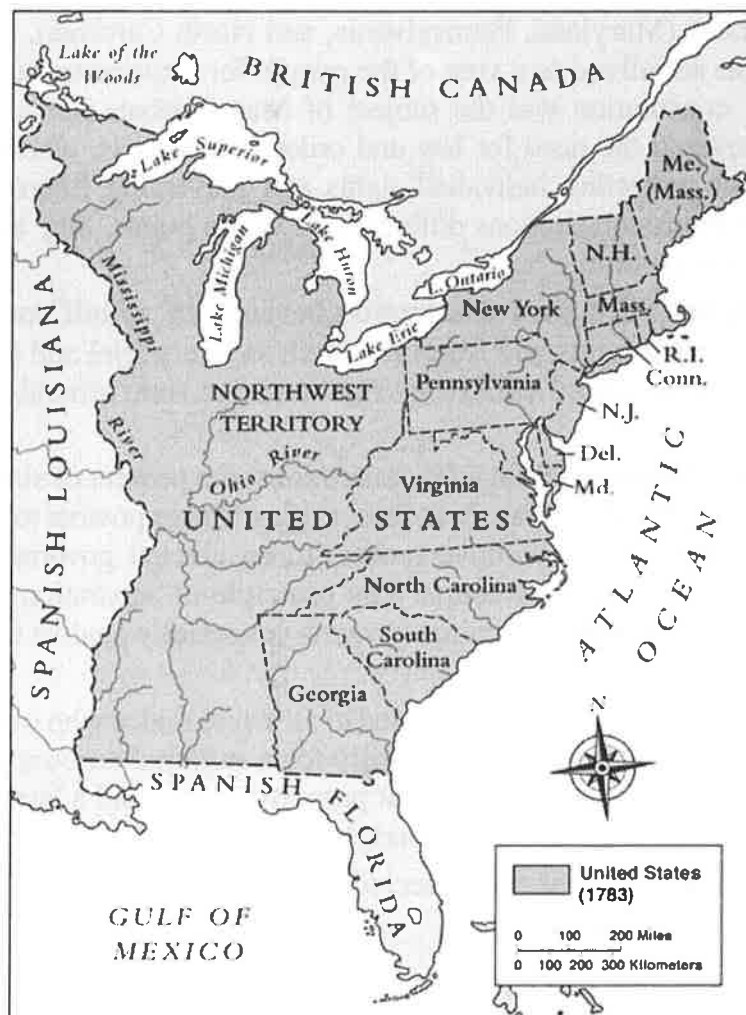 Lake of the
Woods
BRITISH CANADA
Lake Superior
Me.
(Mass.)
Lake Huron
N.H.
Mississippi
Lake Michigan
L. Ontario
New York
Mass.
Lake Erie
R.I.
Conn.
Pennsylvania
NORTHWEST
TERRITORY
N.J.
SPANISH LOUISIANA
River
Ohio River
Del.
Virginia
Md.
UNITED STATES
ATLANTIC
OCEAN
North Carolina
South
Carolina
Georgia
N
SPANISH
FLORIDA
GULF OF
MEXICO
United States
(1783)
0 100 200 Miles
0 100 200 300 Kilometers